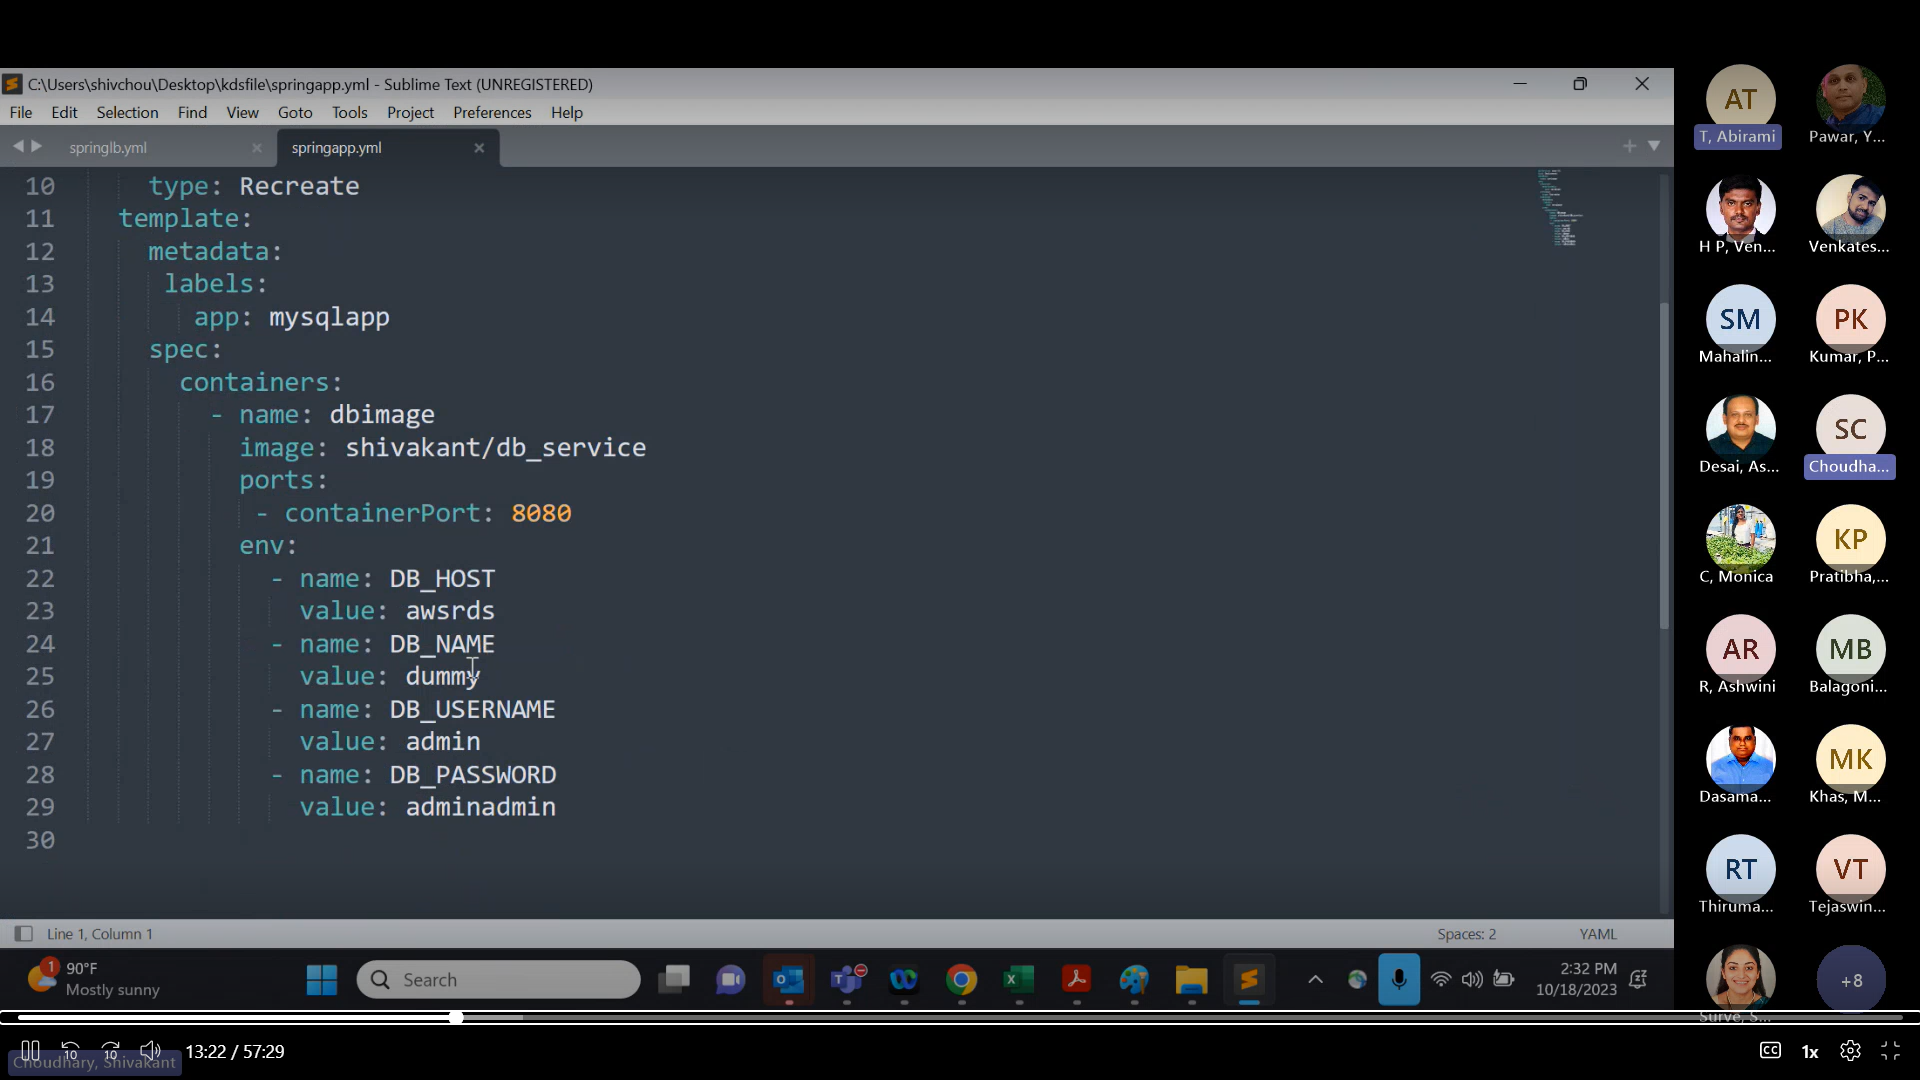 C:\Users\shivchou\Desktop\kdsfile\springapp.yml - Sublime Text (UNREGISTERED)
File Edit Selection Find View Goto Tools Project Preferences Help
springlb.yml springapp.yml
10 type: Recreate
11 template:
12 metadata:
13 labels:
14 app: mysqlapp
15 spec:
16 containers:
17 - name: dbimage
18 image: shivakant/db_service
19 ports:
20 - containerPort: 8080
21 env:
22 - name: DB_HOST
23 value: awsrds
24 - name: DB_NAME
25 value: dummy
26 - name: DB_USERNAME
27 value: admin
28 - name: DB_PASSWORD
29 value: adminadmin
30
Line 1, Column 1 Spaces: 2 YAML
1 90°F
Mostly sunny
Search
2:32 PM
10/18/2023
AT
T, Abirami Pawar, Y...
H P, Ven... Venkates...
SM PK
Mahalin... Kumar, P...
SC
Desai, As... Choudha...
KP
C, Monica Pratibha,...
AR MB
R, Ashwini Balagoni...
MK
Dasama... Khas, M...
RT VT
Thiruma... Tejaswin...
+8
Surve, S...
10 10 13:22 / 57:29
Choudhary, Shivakant
CC 1x